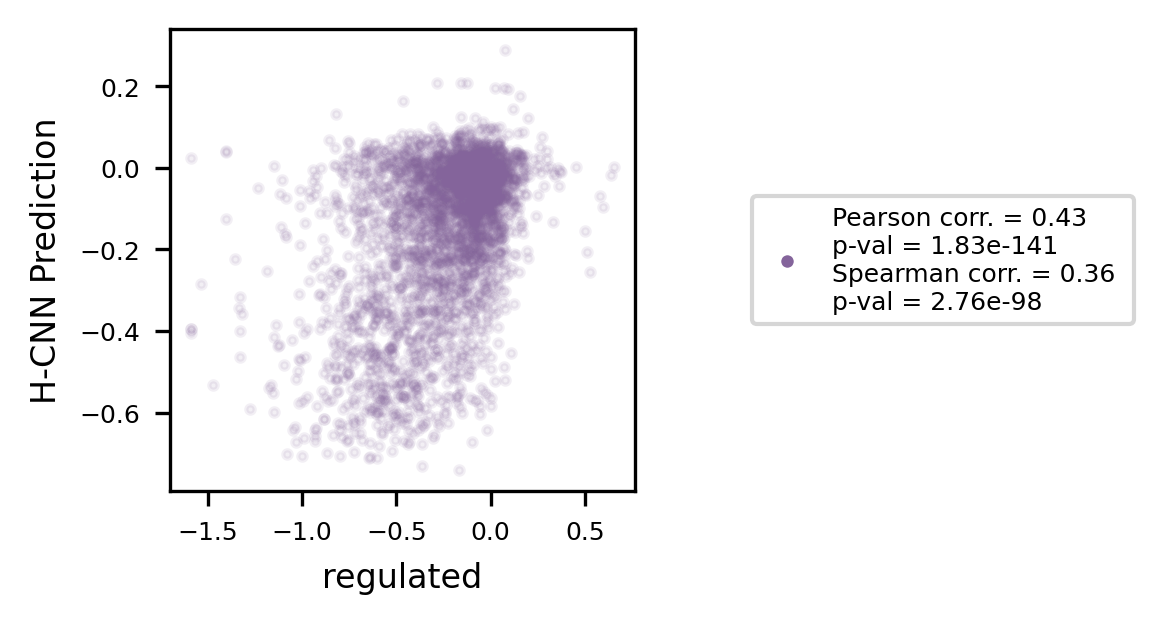 0.2
0.0
−0.2
−0.4
−0.6
H-CNN Prediction
−1.5 −1.0 −0.5 0.0 0.5
regulated
Pearson corr. = 0.43
p-val = 1.83e-141
Spearman corr. = 0.36
p-val = 2.76e-98